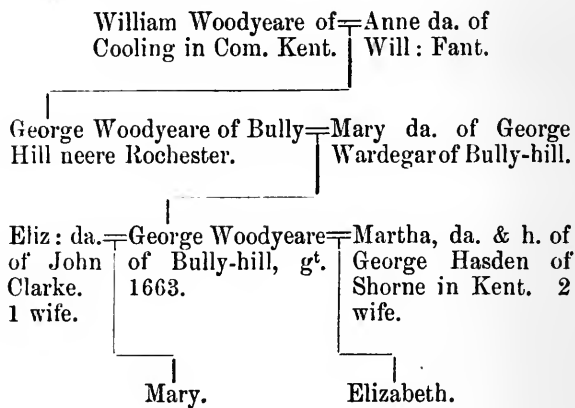 William Woodyeare of
Cooling in Com. Kent.
Anne da. of
Will : Fant.
George Woodyeare of Bully
Hill neere Rochester.
Mary da. of George
Wardegar of Bully-hill.
Eliz : da.
of John
Clarke.
1 wife.
George Woodyeare
of Bully-hill, gt.
1663.
Martha, da. & h. of
George Hasden of
Shorne in Kent. 2
wife.
Mary.
Elizabeth.